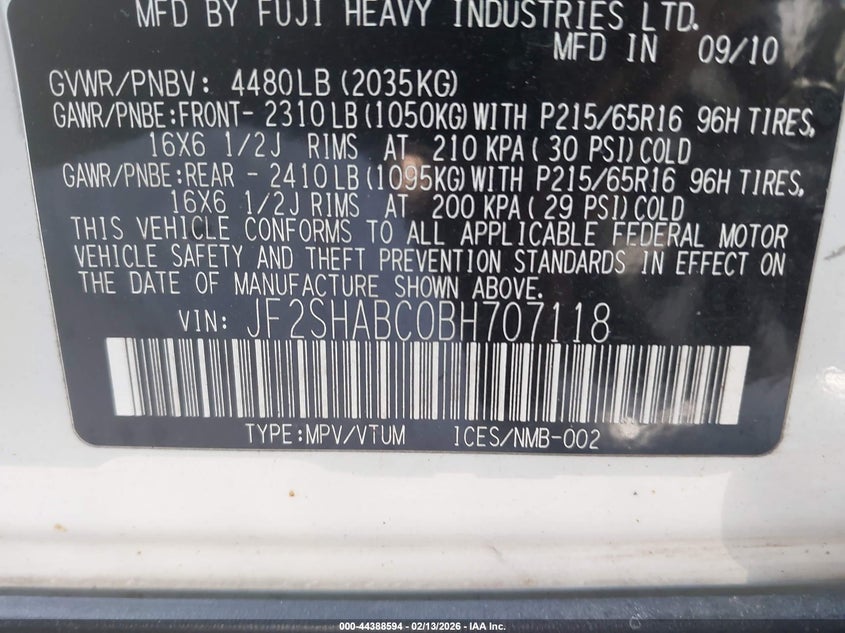 MFD BY FUJI HEAVY INDUSTRIES LTD.
MFD IN 09/10
GVWR/PNBV: 4480LB (2035KG)
GAWR/PNBE:FRONT- 2310 LB (1050KG) WITH P215/65R16 96H TIRES,
16X6 1/2J RIMS AT 210 KPA ( 30 PSI) COLD
GAWR/PNBE:REAR - 2410 LB (1095KG) WITH P215/65R16 96H TIRES,
16X6 1/2J RIMS AT 200 KPA ( 29 PSI) COLD
THIS VEHICLE CONFORMS TO ALL APPLICABLE FEDERAL MOTOR
VEHICLE SAFETY AND THEFT PREVENTION STANDARDS IN EFFECT ON
THE DATE OF MANUFACTURE SHOWN ABOVE.
VIN: JF2SHABC0BH707118
TYPE:MPV/VTUM ICES/NMB-002
000-44388594 - 02/13/2026 - IAA Inc.